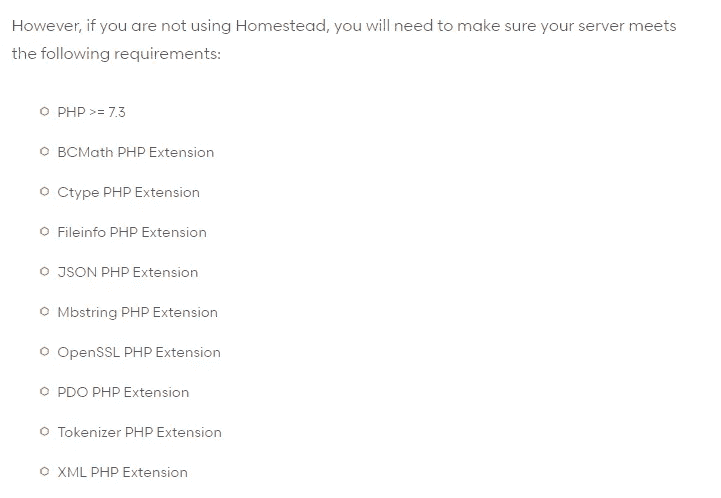 However, if you are not using Homestead, you will need to make sure your server meets
the following requirements:
PHP >= 7.3
BCMath PHP Extension
Ctype PHP Extension
Fileinfo PHP Extension
JSON PHP Extension
Mbstring PHP Extension
OpenSSL PHP Extension
PDO PHP Extension
Tokenizer PHP Extension
XML PHP Extension